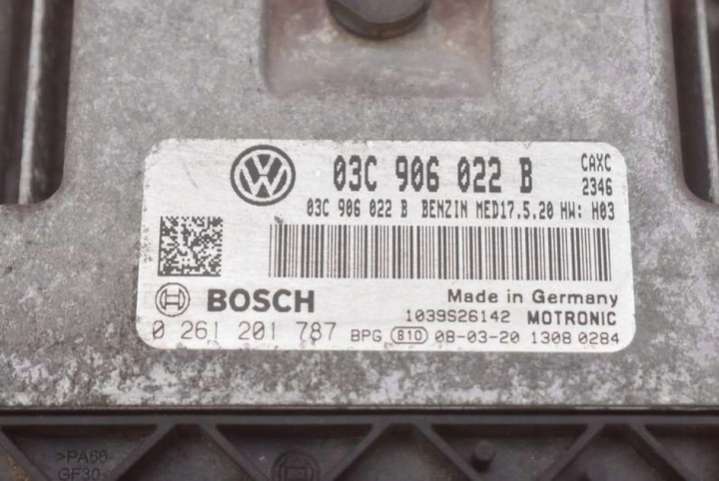 03C 906 022 B CAXC
2346
03C 906 022 B BENZIN MED17.5.20 HW: H03
BOSCH Made in Germany
1039S26142 MOTRONIC
0 261 201 787 BPG 81D 08-03-20 1308 0284
>PA66
GF30